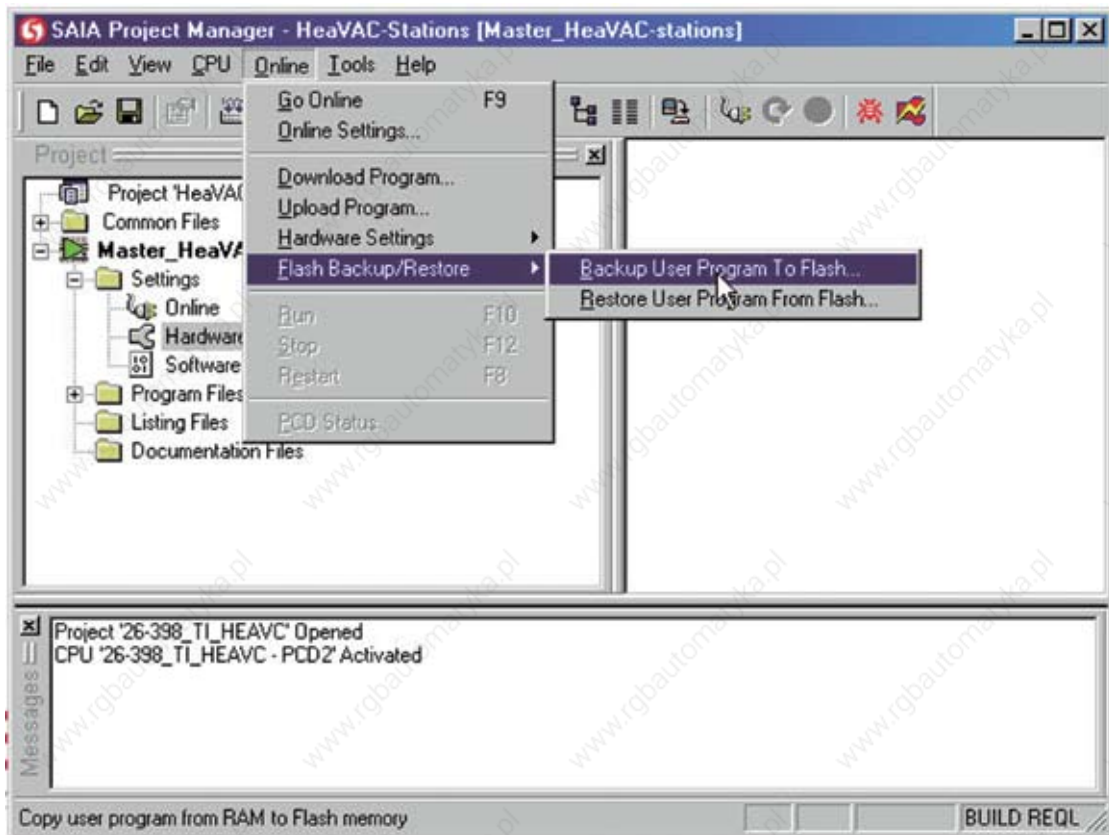 SAIA Project Manager - HeaVAC-Stations [Master_HeaVAC-stations]
File Edit View CPU Online Tools Help
Go Online F9
Online Settings...
Download Program...
Upload Program...
Hardware Settings
Flash Backup/Restore
Backup User Program To Flash...
Restore User Program From Flash...
Run F10
Stop F12
Restart F8
PCD Status
Project
Project 'HeaVA
Common Files
Master_HeaVA
Settings
Online
Hardware
Software
Program Files
Listing Files
Documentation Files
Messages
Project '26-398_TI_HEAVC' Opened
CPU '26-398_TI_HEAVC - PCD2' Activated
Copy user program from RAM to Flash memory
BUILD REQL
www.rgbautomatyka.pl